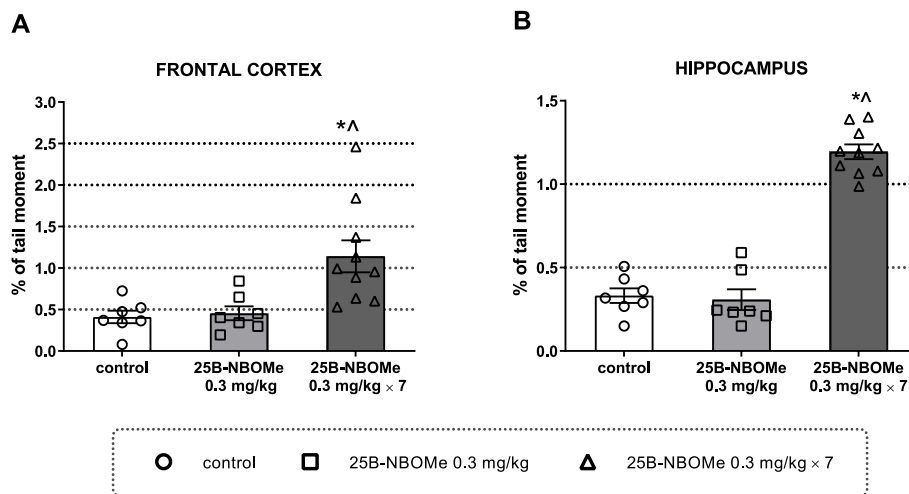 A
FRONTAL CORTEX
% of tail moment
3.0
2.5
2.0
1.5
1.0
0.5
0.0
*^
control
25B-NBOMe
0.3 mg/kg
25B-NBOMe
0.3 mg/kg × 7
B
HIPPOCAMPUS
% of tail moment
1.5
1.0
0.5
0.0
*^
control
25B-NBOMe
0.3 mg/kg
25B-NBOMe
0.3 mg/kg × 7
control
25B-NBOMe 0.3 mg/kg
25B-NBOMe 0.3 mg/kg × 7